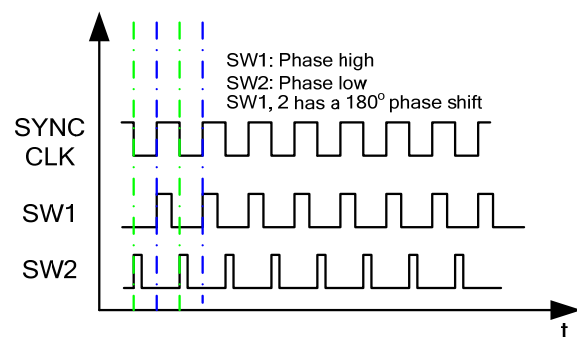 SW1: Phase high
SW2: Phase low
SW1, 2 has a 180° phase shift
SYNC
CLK
SW1
SW2
t